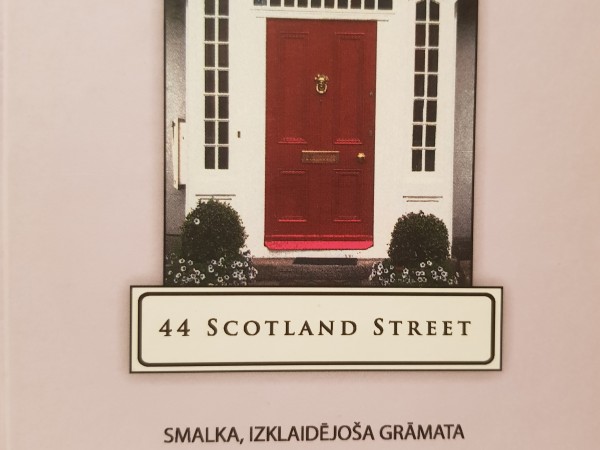 44 SCOTLAND STREET
SMALKA, IZKLAIDĒJOŠA GRĀMATA